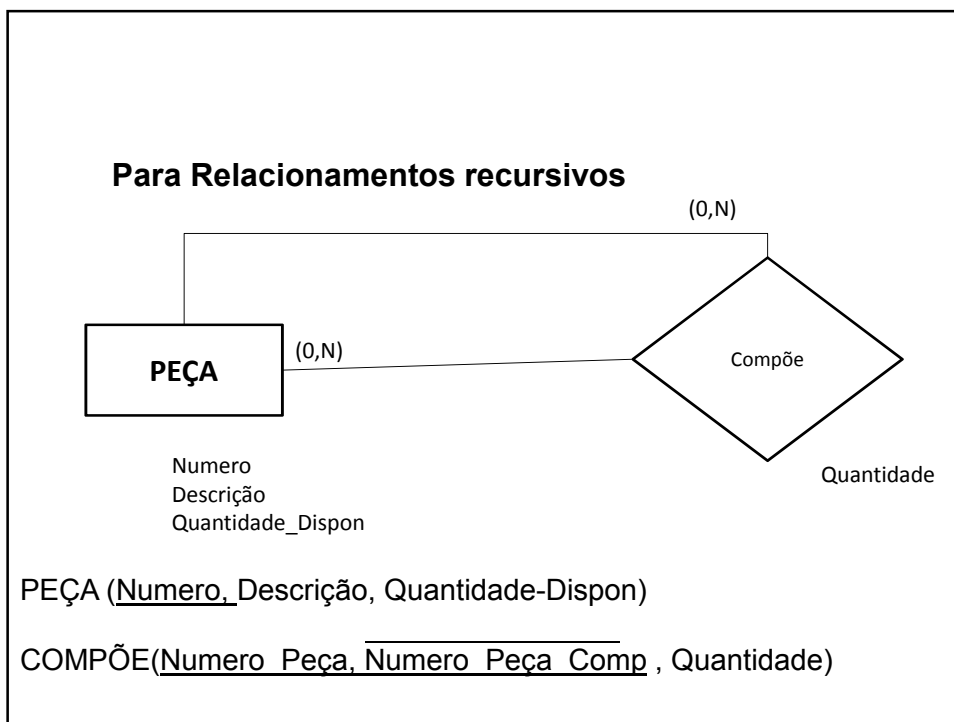 Para Relacionamentos recursivos
(0,N)
(0,N)
PEÇA
Compõe
Numero
Descrição
Quantidade_Dispon
Quantidade
PEÇA (Numero, Descrição, Quantidade-Dispon)
COMPÕE(Numero_Peça, Numero_Peça_Comp , Quantidade)